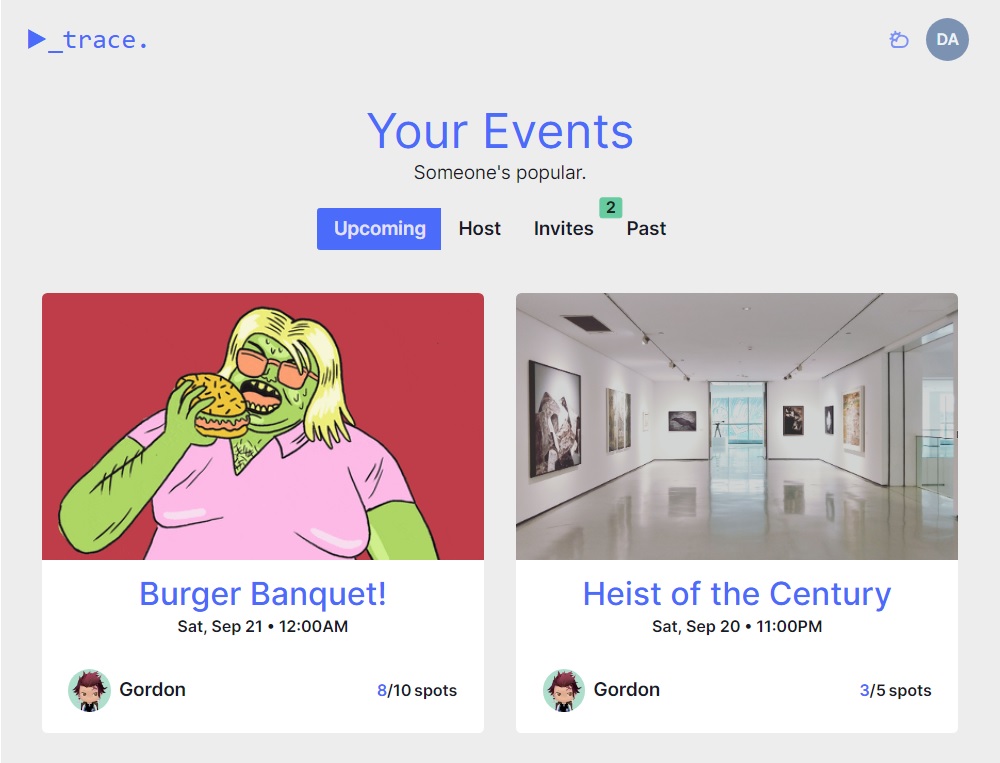 ▶_trace.
DA
Your Events
Someone's popular.
2
Upcoming Host Invites Past
Burger Banquet!
Sat, Sep 21 • 12:00AM
Gordon 8/10 spots
Heist of the Century
Sat, Sep 20 • 11:00PM
Gordon 3/5 spots